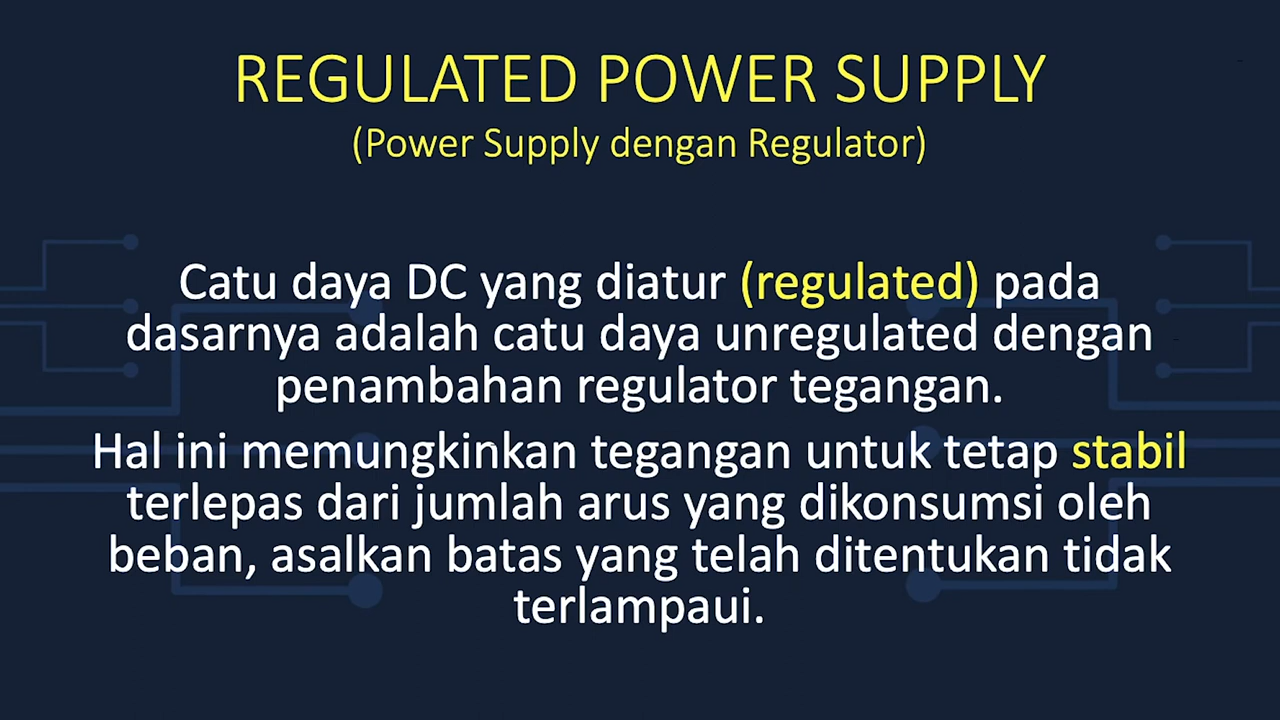 REGULATED POWER SUPPLY
(Power Supply dengan Regulator)
Catu daya DC yang diatur (regulated) pada
dasarnya adalah catu daya unregulated dengan
penambahan regulator tegangan.
Hal ini memungkinkan tegangan untuk tetap stabil
terlepas dari jumlah arus yang dikonsumsi oleh
beban, asalkan batas yang telah ditentukan tidak
terlampaui.